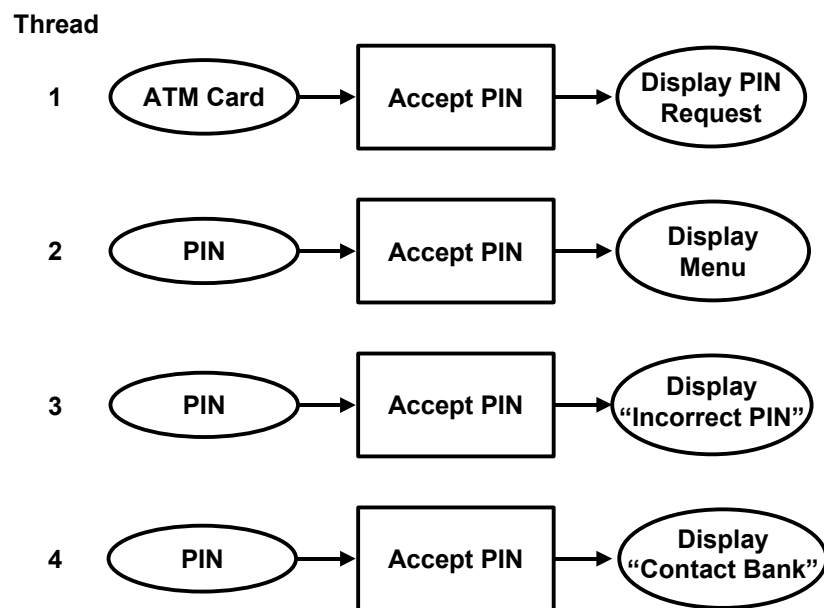 Thread
1
ATM Card
Accept PIN
Display PIN
Request
2
PIN
Accept PIN
Display
Menu
3
PIN
Accept PIN
Display
“Incorrect PIN”
4
PIN
Accept PIN
Display
“Contact Bank”